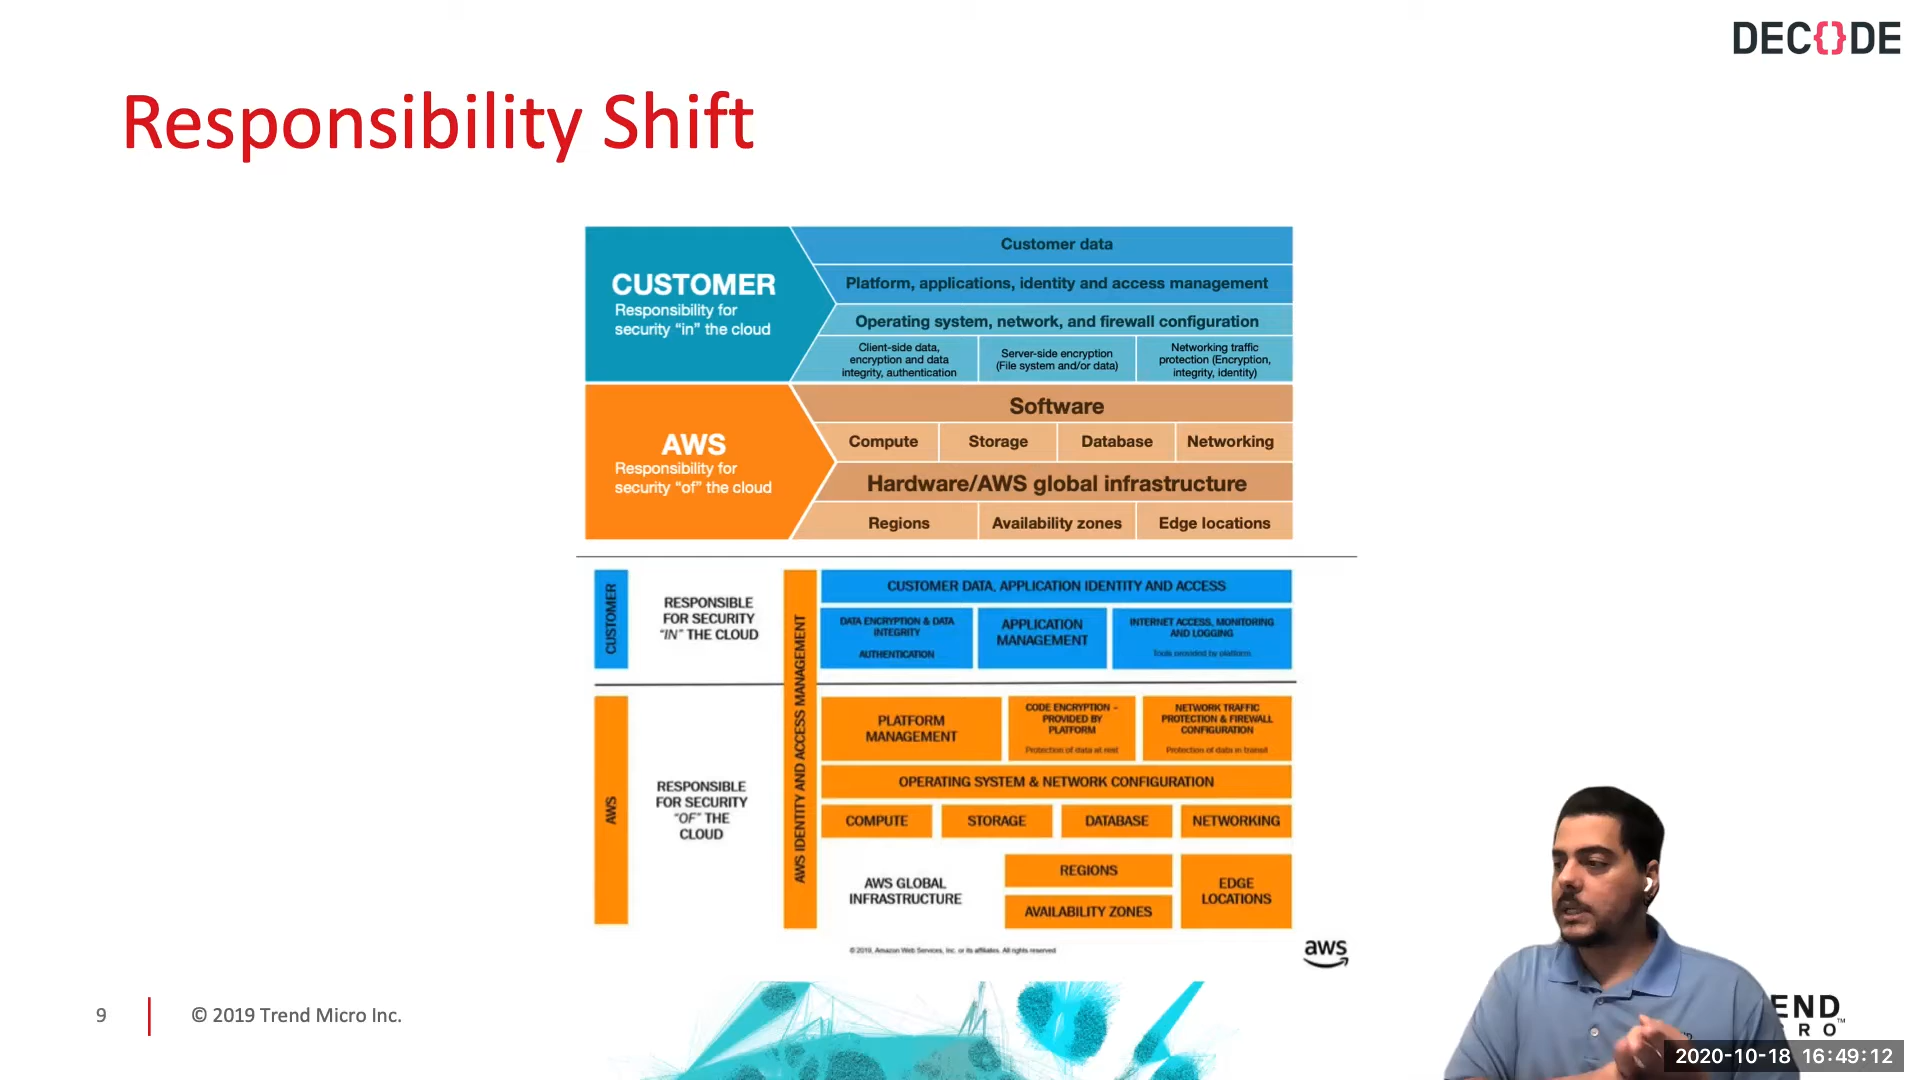 DEC{}DE
Responsibility Shift
CUSTOMER
Responsibility for
security “in” the cloud
Customer data
Platform, applications, identity and access management
Operating system, network, and firewall configuration
Client-side data,
encryption and data
integrity, authentication
Server-side encryption
(File system and/or data)
Networking traffic
protection (Encryption,
integrity, identity)
AWS
Responsibility for
security “of” the cloud
Software
Compute
Storage
Database
Networking
Hardware/AWS global infrastructure
Regions
Availability zones
Edge locations
CUSTOMER
RESPONSIBLE
FOR SECURITY
“IN” THE CLOUD
AWS IDENTITY AND ACCESS MANAGEMENT
CUSTOMER DATA, APPLICATION IDENTITY AND ACCESS
DATA ENCRYPTION & DATA
INTEGRITY
AUTHENTICATION
APPLICATION
MANAGEMENT
INTERNET ACCESS, MONITORING
AND LOGGING
Tools provided by platform
AWS
RESPONSIBLE
FOR SECURITY
“OF” THE
CLOUD
PLATFORM
MANAGEMENT
CODE ENCRYPTION -
PROVIDED BY
PLATFORM
Protection of data at rest
NETWORK TRAFFIC
PROTECTION & FIREWALL
CONFIGURATION
Protection of data in transit
OPERATING SYSTEM & NETWORK CONFIGURATION
COMPUTE
STORAGE
DATABASE
NETWORKING
AWS GLOBAL
INFRASTRUCTURE
REGIONS
AVAILABILITY ZONES
EDGE
LOCATIONS
© 2019, Amazon Web Services, Inc. or its affiliates. All rights reserved
aws
9
© 2019 Trend Micro Inc.
END
RO™
2020-10-18 16:49:12